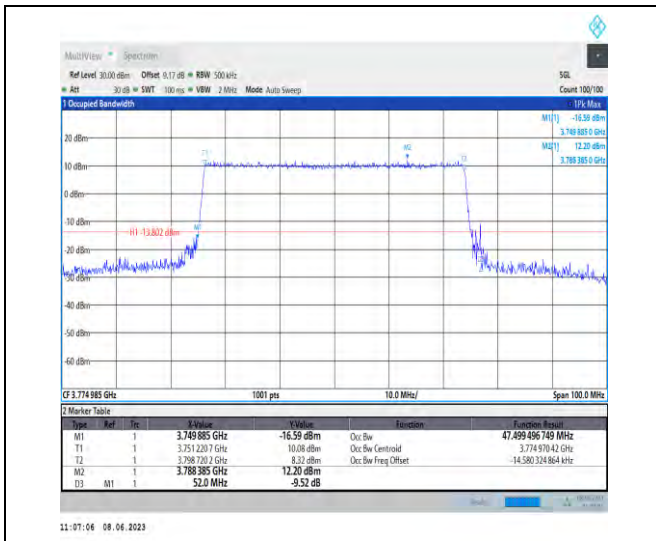 MultiView Spectrum
Ref Level 30.00 dBm Offset 9.17 dB RBW 500 kHz SGL
Att 30 dB SWT 100 ms VBW 2 MHz Mode Auto Sweep Count 100/100
1 Occupied Bandwidth 1Pk Max
M1[1] -16.59 dBm
3.749 885 0 GHz
20 dBm
M2[1] 12.20 dBm
3.788 385 0 GHz
T1 M2 T2
10 dBm
0 dBm
-10 dBm
M1
H1 -13.802 dBm
-20 dBm
-30 dBm
-40 dBm
-50 dBm
-60 dBm
CF 3.774 985 GHz 1001 pts 10.0 MHz/ Span 100.0 MHz
2 Marker Table
Type Ref Trc X-Value Y-Value Function Function Result
M1 1 3.749 885 GHz -16.59 dBm Occ Bw 47.499 496 749 MHz
T1 1 3.751 220 7 GHz 10.08 dBm Occ Bw Centroid 3.774 970 42 GHz
T2 1 3.798 720 2 GHz 8.32 dBm Occ Bw Freq Offset -14.580 324 864 kHz
M2 1 3.788 385 GHz 12.20 dBm
D3 M1 1 52.0 MHz -9.52 dB
11:07:06 08.06.2023